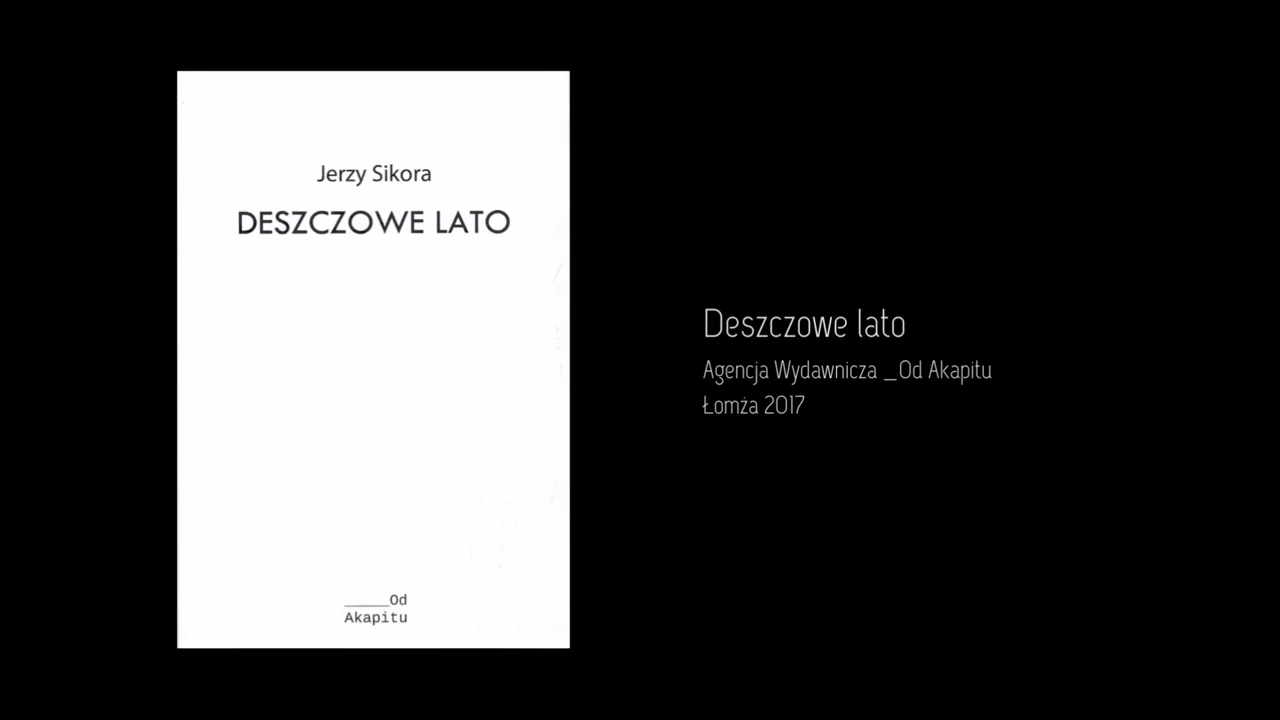 Jerzy Sikora
DESZCZOWE LATO
_____Od
Akapitu
Deszczowe lato
Agencja Wydawnicza _Od Akapitu
Łomża 2017